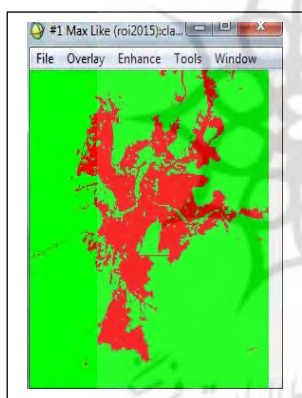 #1 Max Like (roi2015):cla...
File Overlay Enhance Tools Window